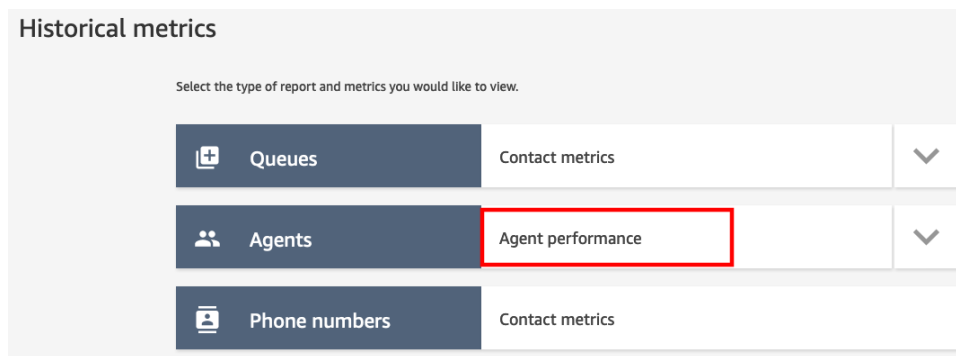 Historical metrics
Select the type of report and metrics you would like to view.
Queues
Contact metrics
Agents
Agent performance
Phone numbers
Contact metrics